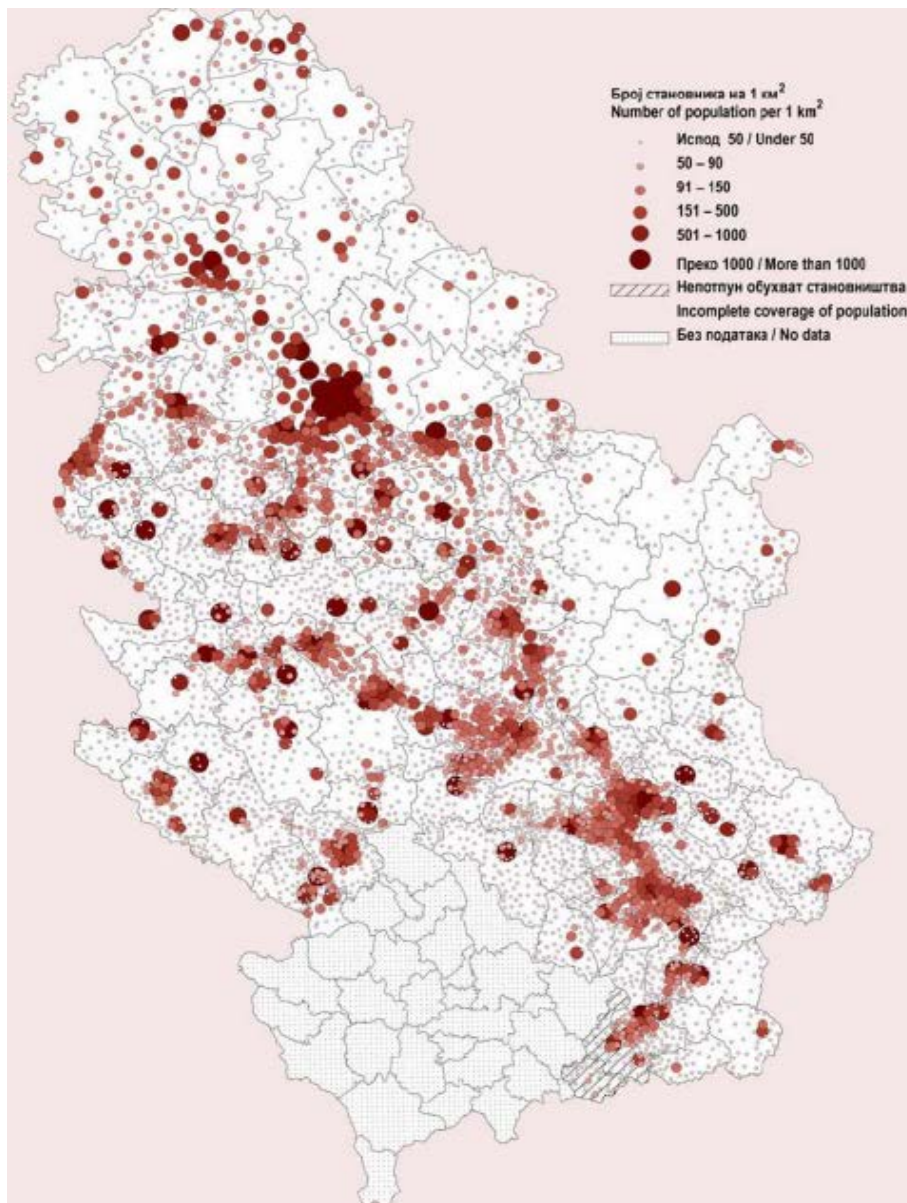 Број становника на 1 км²
Number of population per 1 km²
Испод 50 / Under 50
50 – 90
91 – 150
151 – 500
501 – 1000
Преко 1000 / More than 1000
Непотпун обухват становништва
Incomplete coverage of population
Без података / No data